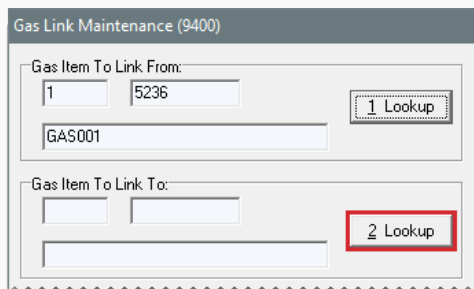 Gas Link Maintenance (9400)
Gas Item To Link From:
1 5236
1 Lookup
GAS001
Gas Item To Link To:
2 Lookup